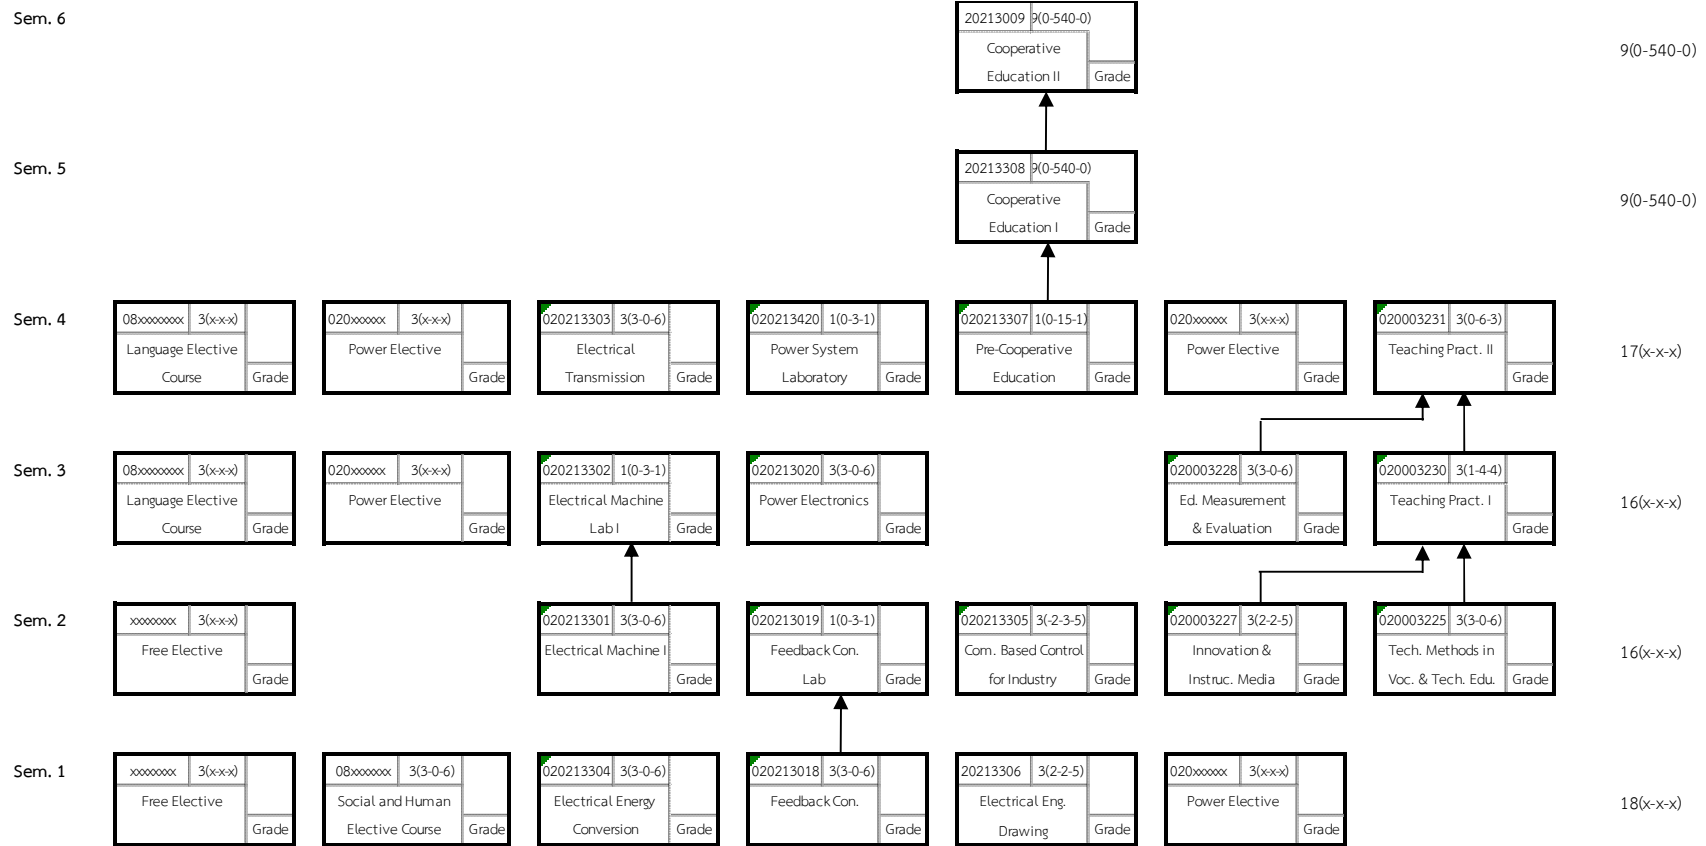 Sem. 6
20213009 9(0-540-0)
Cooperative
Education II Grade
9(0-540-0)
Sem. 5
20213308 9(0-540-0)
Cooperative
Education I Grade
9(0-540-0)
Sem. 4
08xxxxxxx 3(x-x-x)
Language Elective
Course Grade
020xxxxxx 3(x-x-x)
Power Elective
Grade
020213303 3(3-0-6)
Electrical
Transmission Grade
020213420 1(0-3-1)
Power System
Laboratory Grade
020213307 1(0-15-1)
Pre-Cooperative
Education Grade
020xxxxxx 3(x-x-x)
Power Elective
Grade
020003231 3(0-6-3)
Teaching Pract. II
Grade
17(x-x-x)
Sem. 3
08xxxxxxx 3(x-x-x)
Language Elective
Course Grade
020xxxxxx 3(x-x-x)
Power Elective
Grade
020213302 1(0-3-1)
Electrical Machine
Lab I Grade
020213020 3(3-0-6)
Power Electronics
Grade
020003228 3(3-0-6)
Ed. Measurement
& Evaluation Grade
020003230 3(1-4-4)
Teaching Pract. I
Grade
16(x-x-x)
Sem. 2
xxxxxxxx 3(x-x-x)
Free Elective
Grade
020213301 3(3-0-6)
Electrical Machine I
Grade
020213019 1(0-3-1)
Feedback Con.
Lab Grade
020213305 3(-2-3-5)
Com. Based Control
for Industry Grade
020003227 3(2-2-5)
Innovation &
Instruc. Media Grade
020003225 3(3-0-6)
Tech. Methods in
Voc. & Tech. Edu. Grade
16(x-x-x)
Sem. 1
xxxxxxxx 3(x-x-x)
Free Elective
Grade
08xxxxxxx 3(3-0-6)
Social and Human
Elective Course Grade
020213304 3(3-0-6)
Electrical Energy
Conversion Grade
020213018 3(3-0-6)
Feedback Con.
Grade
20213306 3(2-2-5)
Electrical Eng.
Drawing Grade
020xxxxxx 3(x-x-x)
Power Elective
Grade
18(x-x-x)